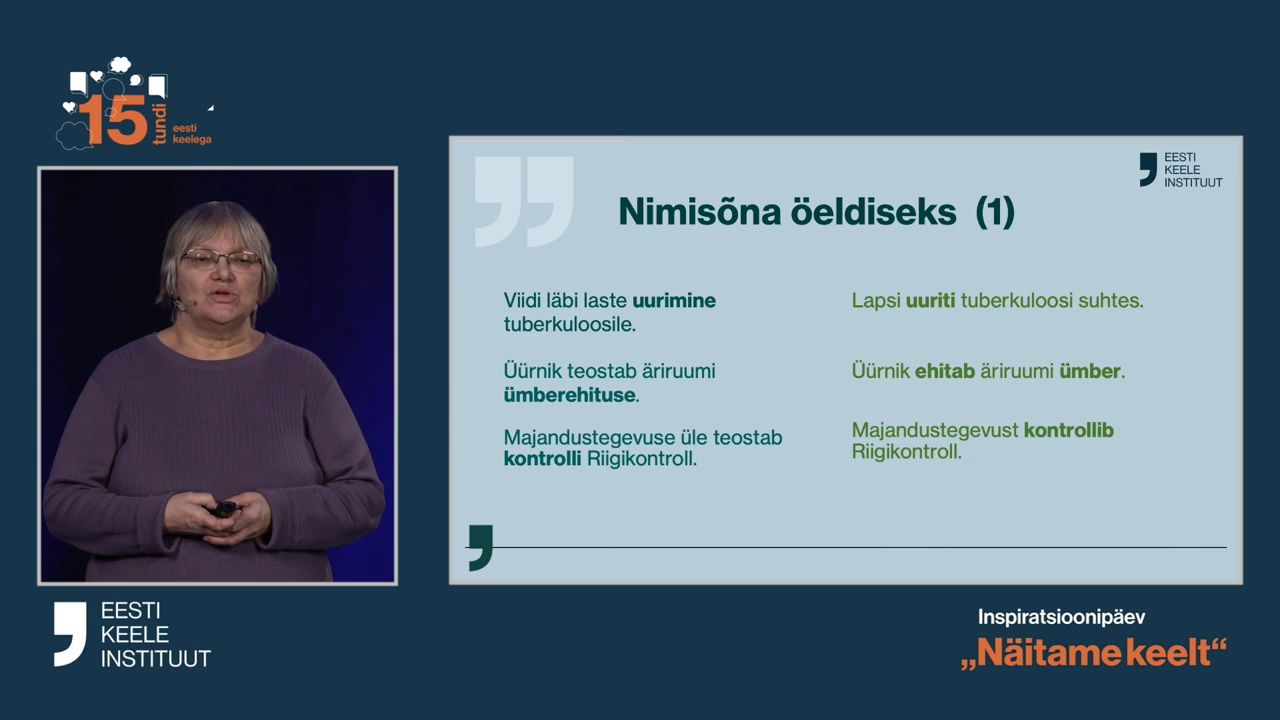 15
tundi
eesti
keelega
EESTI
KEELE
INSTITUUT
Nimisõna öeldiseks (1)
Viidi läbi laste uurimine
tuberkuloosile.
Lapsi uuriti tuberkuloosi suhtes.
Üürnik teostab äriruumi
ümberehituse.
Üürnik ehitab äriruumi ümber.
Majandustegevuse üle teostab
kontrolli Riigikontroll.
Majandustegevust kontrollib
Riigikontroll.
EESTI
KEELE
INSTITUUT
Inspiratsioonipäev
„Näitame keelt“